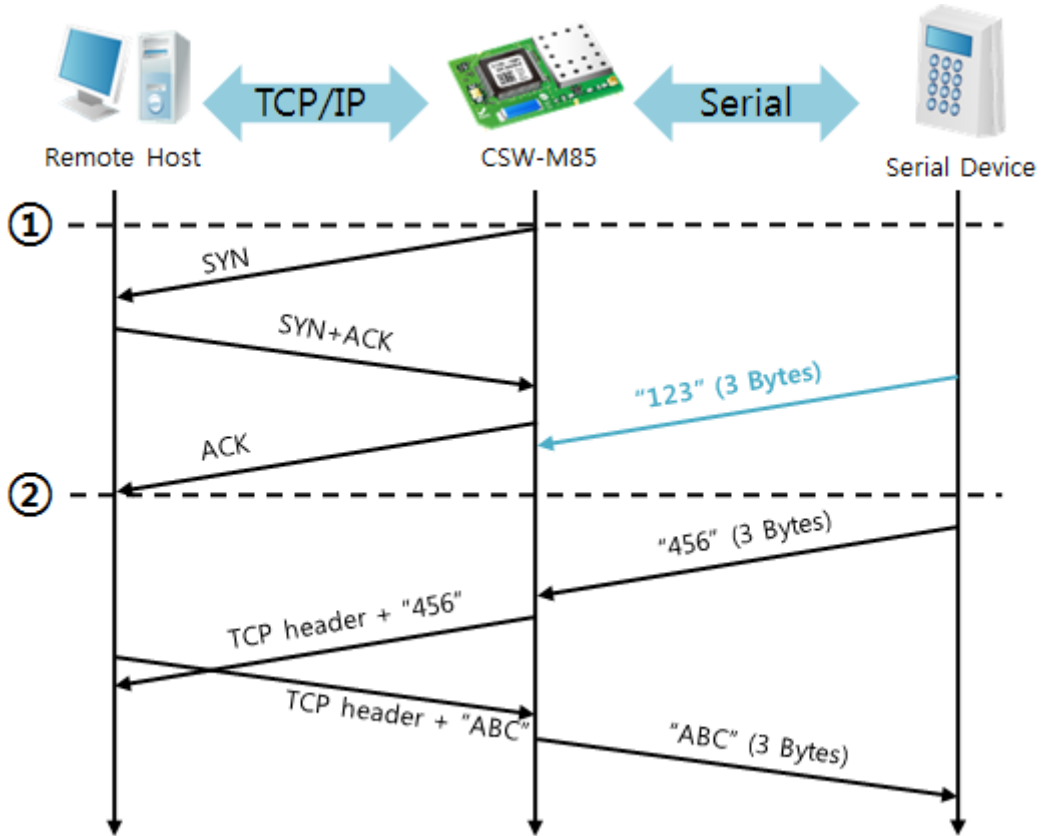 TCP/IP
Serial
Remote Host
CSW-M85
Serial Device
①
SYN
SYN+ACK
“123” (3 Bytes)
ACK
②
“456” (3 Bytes)
TCP header + “456”
TCP header + “ABC”
“ABC” (3 Bytes)